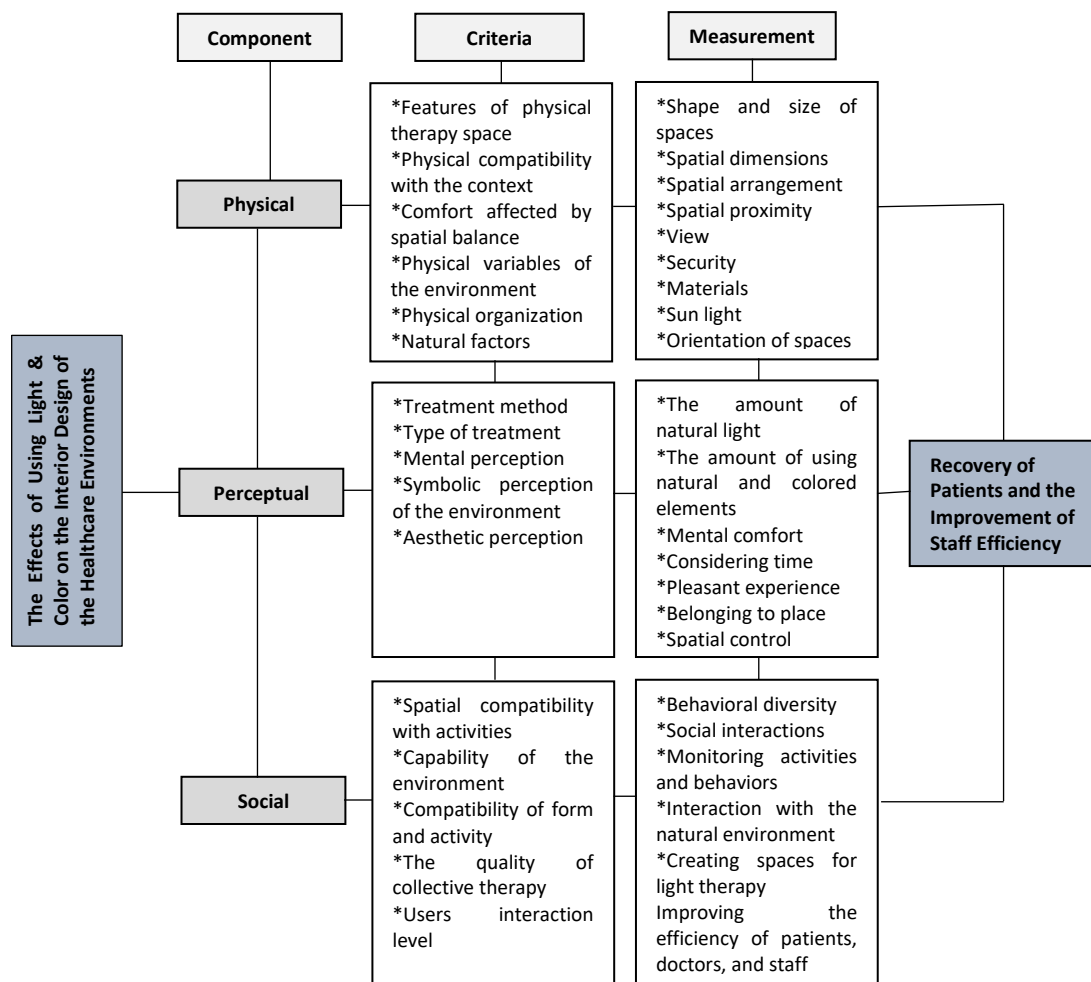 Component
Criteria
Measurement
*Features of physical
therapy space
*Physical compatibility
with the context
*Comfort affected by
spatial balance
*Physical variables of
the environment
*Physical organization
*Natural factors
*Shape and size of
spaces
*Spatial dimensions
*Spatial arrangement
*Spatial proximity
*View
*Security
*Materials
*Sun light
*Orientation of spaces
Physical
The Effects of Using Light &
Color on the Interior Design of
the Healthcare Environments
Perceptual
*Treatment method
*Type of treatment
*Mental perception
*Symbolic perception
of the environment
*Aesthetic perception
*The amount of
natural light
*The amount of using
natural and colored
elements
*Mental comfort
*Considering time
*Pleasant experience
*Belonging to place
*Spatial control
Recovery of
Patients and the
Improvement of
Staff Efficiency
Social
*Spatial compatibility
with activities
*Capability of the
environment
*Compatibility of form
and activity
*The quality of
collective therapy
*Users interaction
level
*Behavioral diversity
*Social interactions
*Monitoring activities
and behaviors
*Interaction with the
natural environment
*Creating spaces for
light therapy
Improving the
efficiency of patients,
doctors, and staff